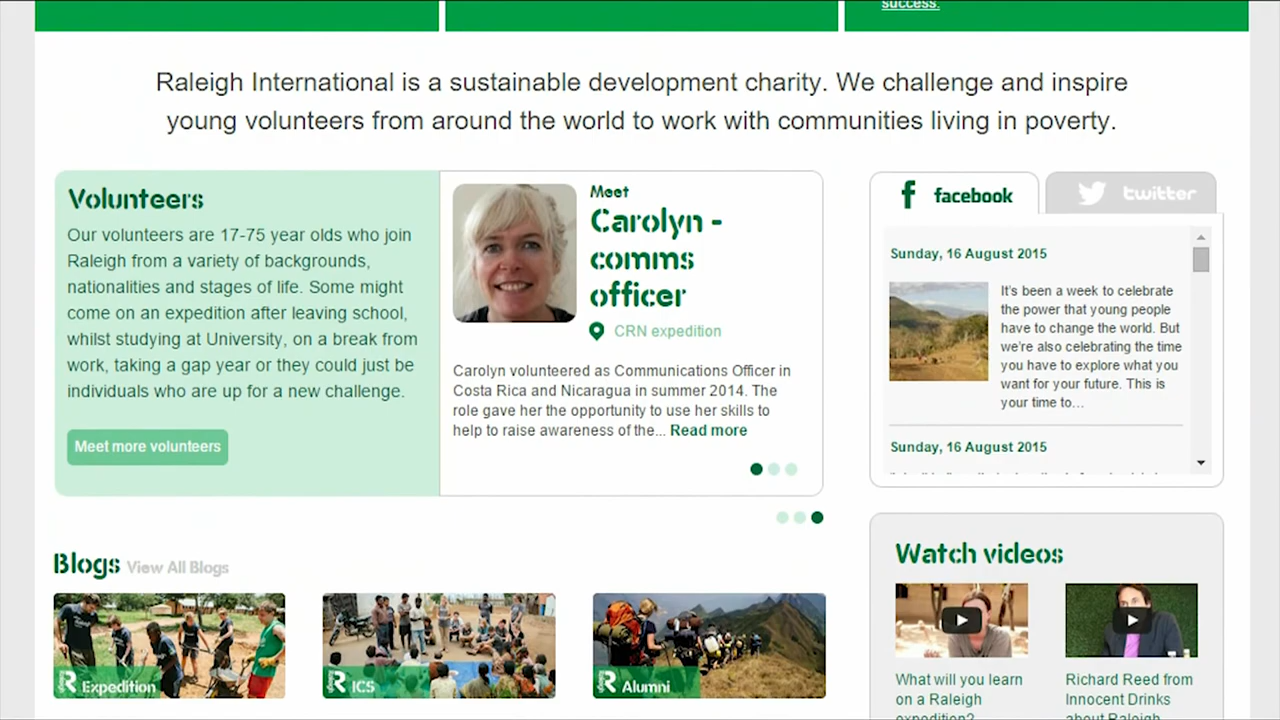 success.
Raleigh International is a sustainable development charity. We challenge and inspire
young volunteers from around the world to work with communities living in poverty.
Volunteers
Our volunteers are 17-75 year olds who join
Raleigh from a variety of backgrounds,
nationalities and stages of life. Some might
come on an expedition after leaving school,
whilst studying at University, on a break from
work, taking a gap year or they could just be
individuals who are up for a new challenge.
Meet more volunteers
Meet
Carolyn -
comms
officer
CRN expedition
Carolyn volunteered as Communications Officer in
Costa Rica and Nicaragua in summer 2014. The
role gave her the opportunity to use her skills to
help to raise awareness of the... Read more
facebook
twitter
Sunday, 16 August 2015
It's been a week to celebrate
the power that young people
have to change the world. But
we're also celebrating the time
you have to explore what you
want for your future. This is
your time to...
Sunday, 16 August 2015
Blogs View All Blogs
Expedition
ICS
Alumni
Watch videos
What will you learn
on a Raleigh
expedition?
Richard Reed from
Innocent Drinks
about Raleigh